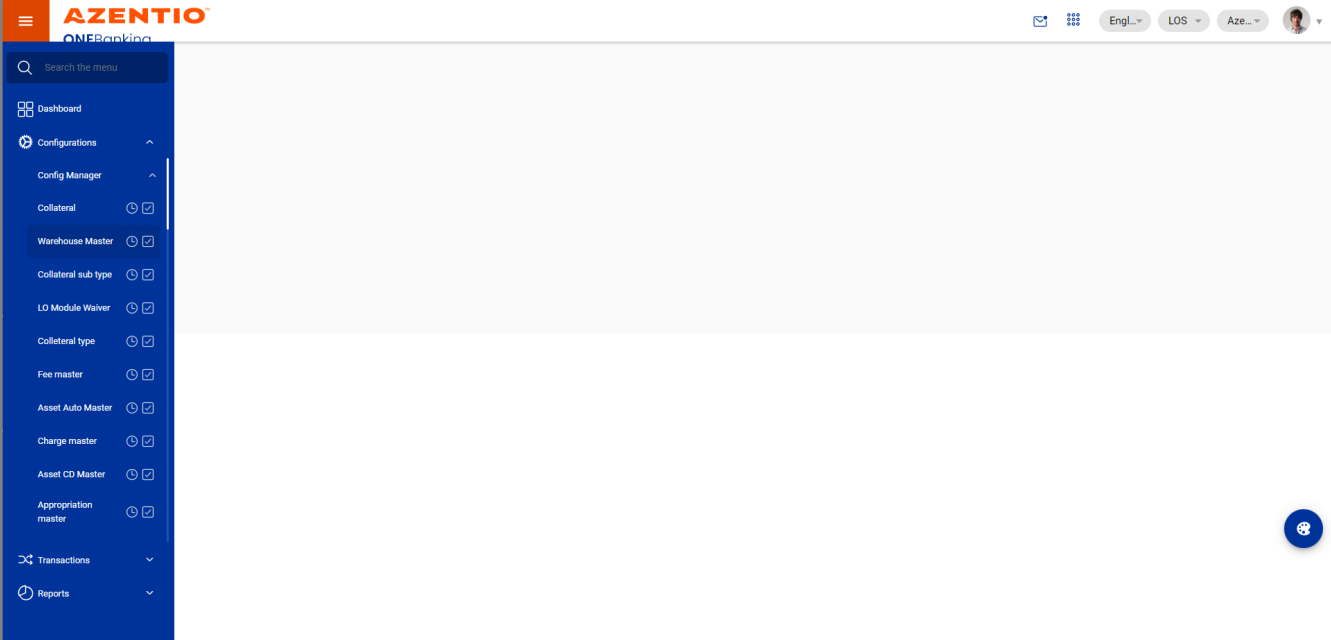 AZENTIO™
ONEBanking
Engl...
LOS
Aze...
Search the menu
Dashboard
Configurations
Config Manager
Collateral
Warehouse Master
Collateral sub type
LO Module Waiver
Colleteral type
Fee master
Asset Auto Master
Charge master
Asset CD Master
Appropriation
master
Transactions
Reports